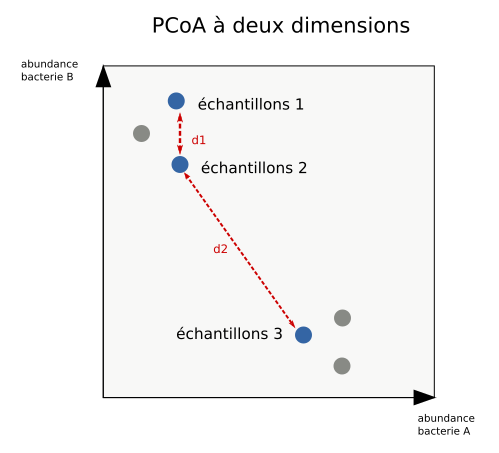 PCoA à deux dimensions
abundance
bacterie B
échantillons 1
d1
échantillons 2
d2
échantillons 3
abundance
bacterie A